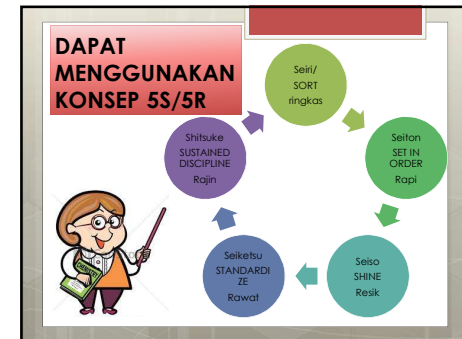 DAPAT
MENGGUNAKAN
KONSEP 5S/5R
Seiri/
SORT
ringkas
Seiton
SET IN
ORDER
Rapi
Seiso
SHINE
Resik
Seiketsu
STANDARDI
ZE
Rawat
Shitsuke
SUSTAINED
DISCIPLINE
Rajin
CHEMISTRY